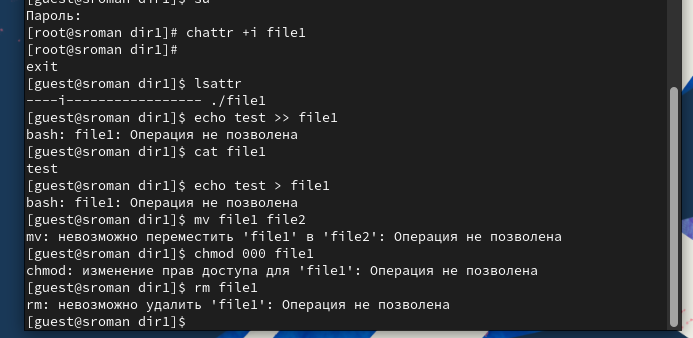 su
Пароль:
[root@sroman dir1]# chattr +i file1
[root@sroman dir1]#
exit
[guest@sroman dir1]$ lsattr
----i----------------- ./file1
[guest@sroman dir1]$ echo test >> file1
bash: file1: Операция не позволена
[guest@sroman dir1]$ cat file1
test
[guest@sroman dir1]$ echo test > file1
bash: file1: Операция не позволена
[guest@sroman dir1]$ mv file1 file2
mv: невозможно переместить 'file1' в 'file2': Операция не позволена
[guest@sroman dir1]$ chmod 000 file1
chmod: изменение прав доступа для 'file1': Операция не позволена
[guest@sroman dir1]$ rm file1
rm: невозможно удалить 'file1': Операция не позволена
[guest@sroman dir1]$